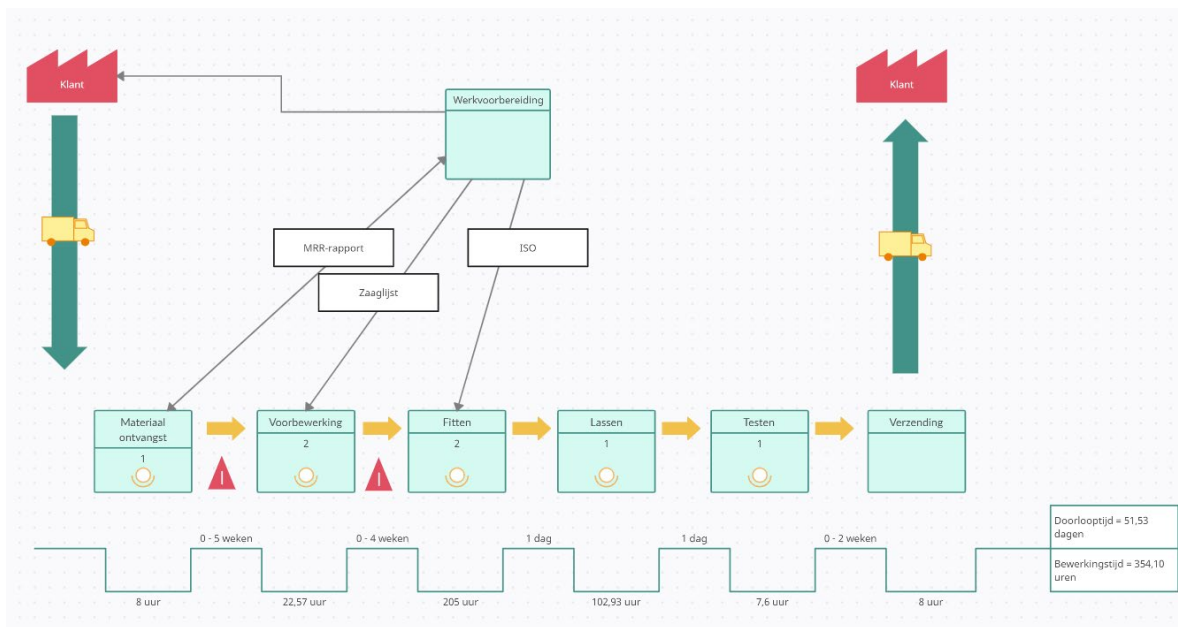 Klant
Klant
Werkvoorbereiding
MRR-rapport
ISO
Zaaglijst
Materiaal
ontvangst
1
Voorbewerking
2
Fitten
2
Lassen
1
Testen
1
Verzending
I
I
0 - 5 weken
0 - 4 weken
1 dag
1 dag
0 - 2 weken
Doorlooptijd = 51,53
dagen
Bewerkingstijd = 354,10
uren
8 uur
22,57 uur
205 uur
102,93 uur
7,6 uur
8 uur